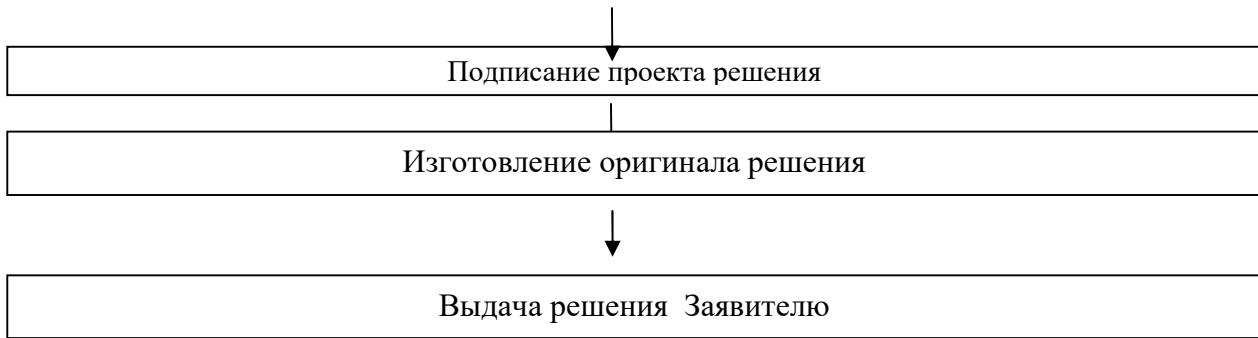 Подписание проекта решения
Изготовление оригинала решения
Выдача решения  Заявителю